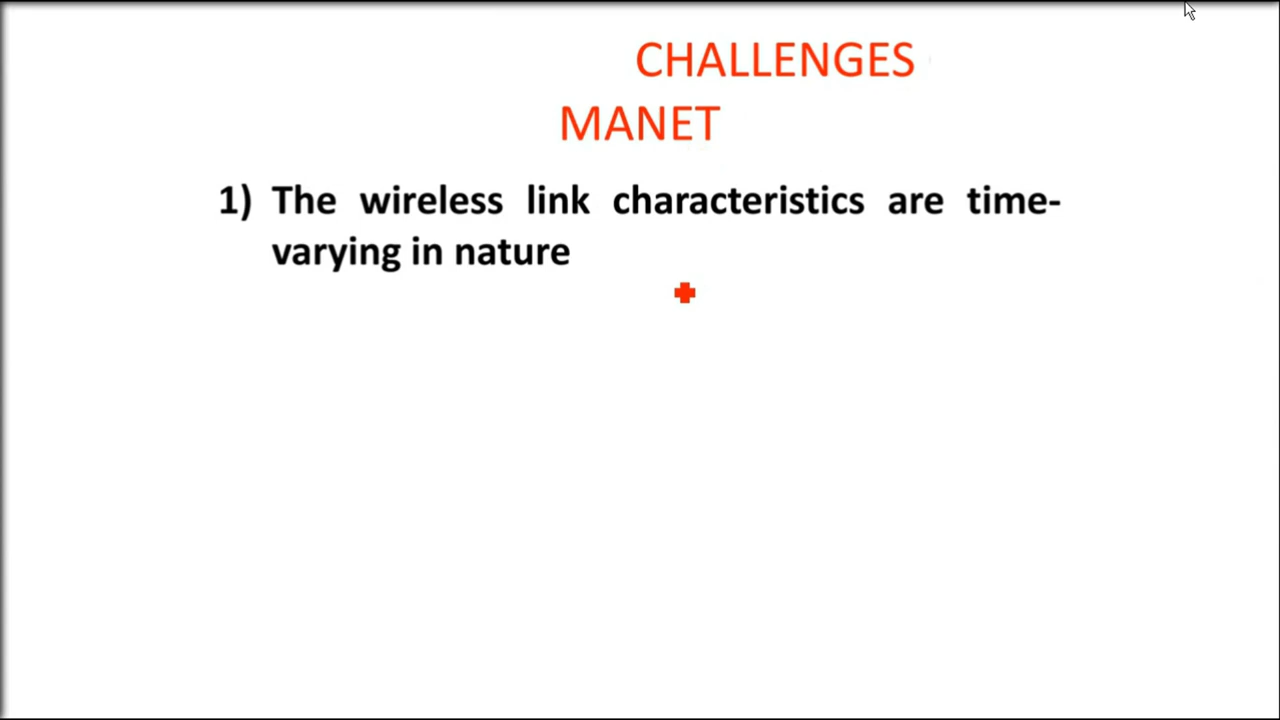 CHALLENGES
MANET
1) The wireless link characteristics are time-
varying in nature